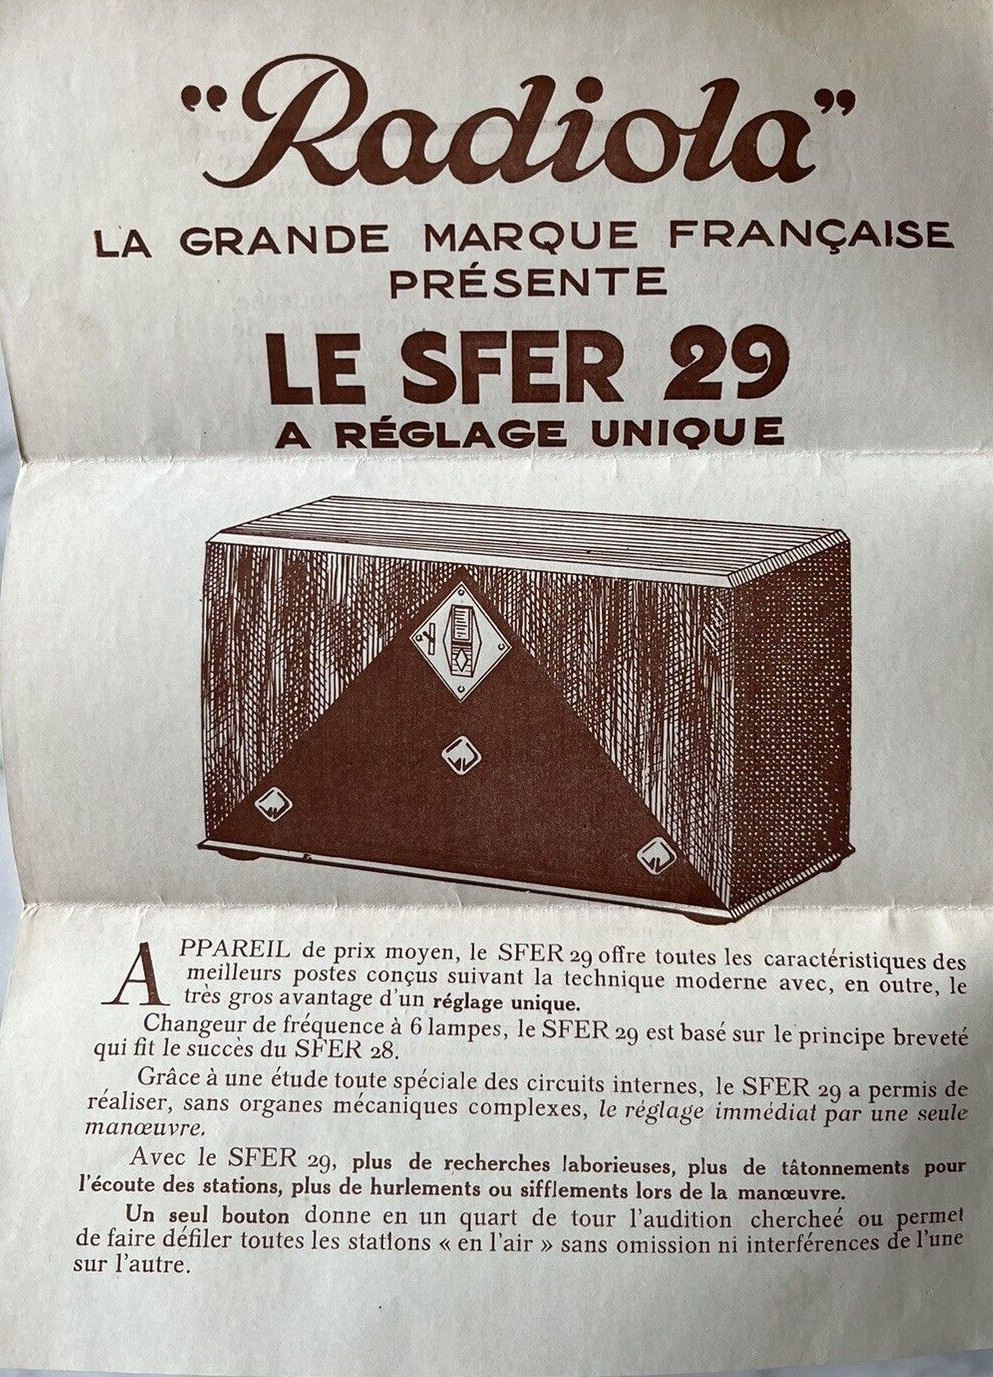 "Radiola"
LA GRANDE MARQUE FRANÇAISE
PRÉSENTE
LE SFER 29
A RÉGLAGE UNIQUE
APPAREIL de prix moyen, le SFER 29 offre toutes les caractéristiques des
meilleurs postes conçus suivant la technique moderne avec, en outre, le
très gros avantage d'un réglage unique.
Changeur de fréquence à 6 lampes, le SFER 29 est basé sur le principe breveté
qui fit le succès du SFER 28.
Grâce à une étude toute spéciale des circuits internes, le SFER 29 a permis de
réaliser, sans organes mécaniques complexes, le réglage immédiat par une seule
manœuvre.
Avec le SFER 29, plus de recherches laborieuses, plus de tâtonnements pour
l'écoute des stations, plus de hurlements ou sifflements lors de la manœuvre.
Un seul bouton donne en un quart de tour l'audition chercheé ou permet
de faire défiler toutes les stations « en l'air » sans omission ni interférences de l'une
sur l'autre.